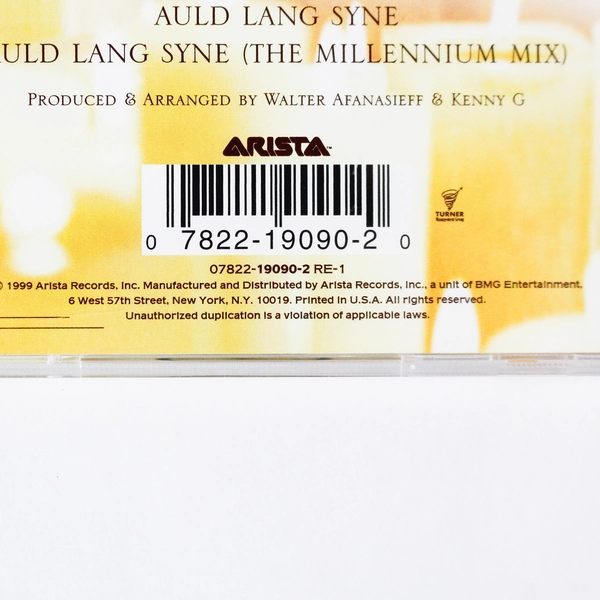 AULD LANG SYNE
AULD LANG SYNE (THE MILLENNIUM MIX)
PRODUCED & ARRANGED BY WALTER AFANASIEFF & KENNY G
ARISTA™
TURNER
0 7822-19090-2 0
07822-19090-2 RE-1
© 1999 Arista Records, Inc. Manufactured and Distributed by Arista Records, Inc., a unit of BMG Entertainment,
6 West 57th Street, New York, N.Y. 10019. Printed in U.S.A. All rights reserved.
Unauthorized duplication is a violation of applicable laws.